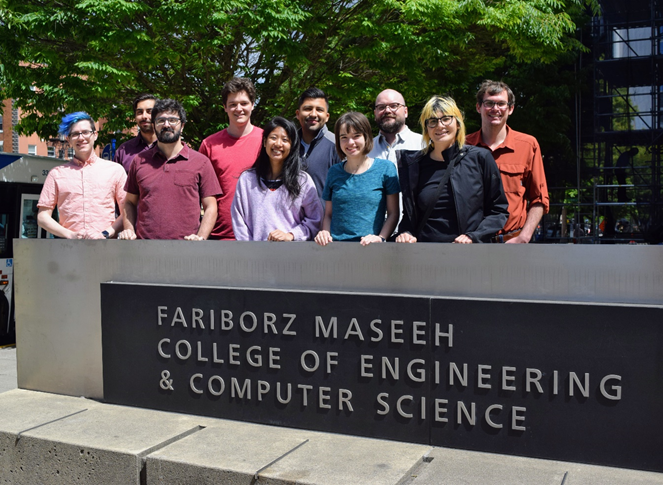 FARIBORZ MASEEH
COLLEGE OF ENGINEERING
& COMPUTER SCIENCE